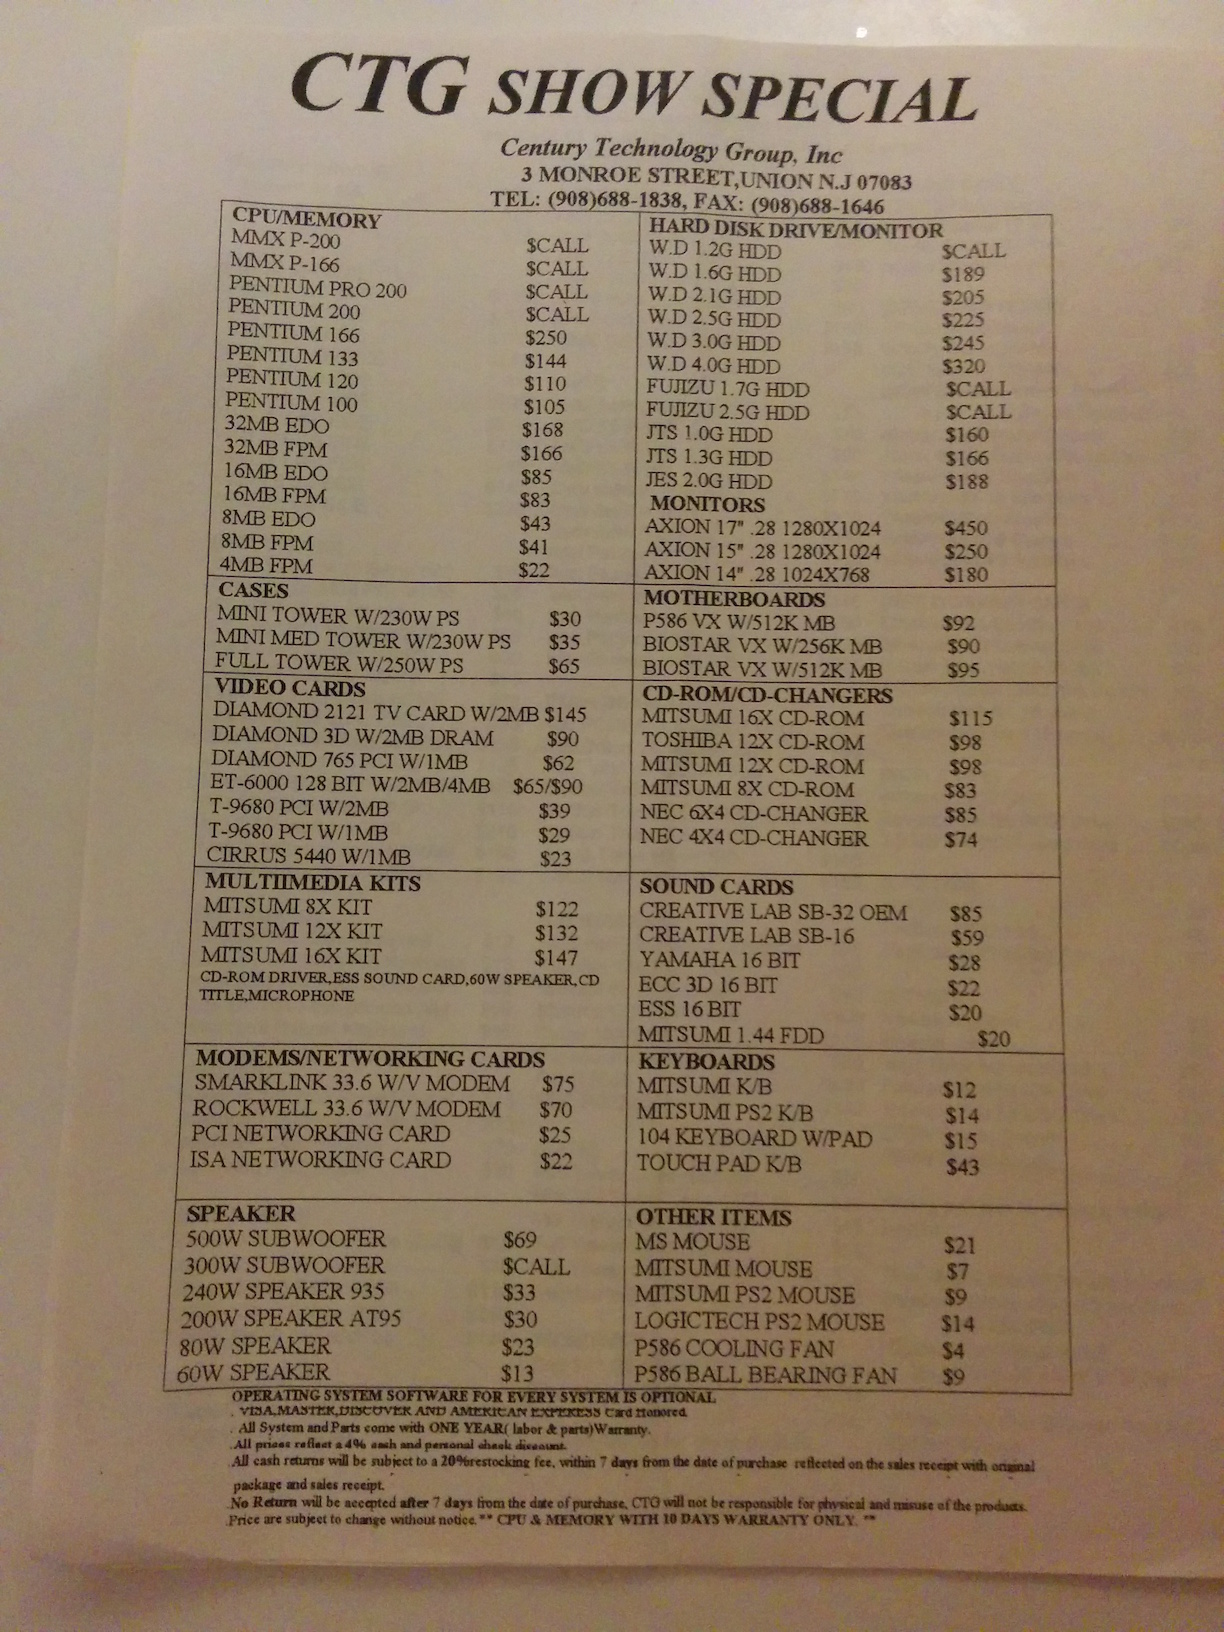 CTG SHOW SPECIAL
Century Technology Group, Inc
3 MONROE STREET,UNION N.J 07083
TEL: (908)688-1838, FAX: (908)688-1646
CPU/MEMORY
MMX P-200 $CALL
MMX P-166 $CALL
PENTIUM PRO 200 $CALL
PENTIUM 200 $CALL
PENTIUM 166 $250
PENTIUM 133 $144
PENTIUM 120 $110
PENTIUM 100 $105
32MB EDO $168
32MB FPM $166
16MB EDO $85
16MB FPM $83
8MB EDO $43
8MB FPM $41
4MB FPM $22
HARD DISK DRIVE/MONITOR
W.D 1.2G HDD $CALL
W.D 1.6G HDD $189
W.D 2.1G HDD $205
W.D 2.5G HDD $225
W.D 3.0G HDD $245
W.D 4.0G HDD $320
FUJIZU 1.7G HDD $CALL
FUJIZU 2.5G HDD $CALL
JTS 1.0G HDD $160
JTS 1.3G HDD $166
JES 2.0G HDD $188
MONITORS
AXION 17" .28 1280X1024 $450
AXION 15" .28 1280X1024 $250
AXION 14" .28 1024X768 $180
CASES
MINI TOWER W/230W PS $30
MINI MED TOWER W/230W PS $35
FULL TOWER W/250W PS $65
MOTHERBOARDS
P586 VX W/512K MB $92
BIOSTAR VX W/256K MB $90
BIOSTAR VX W/512K MB $95
VIDEO CARDS
DIAMOND 2121 TV CARD W/2MB $145
DIAMOND 3D W/2MB DRAM $90
DIAMOND 765 PCI W/1MB $62
ET-6000 128 BIT W/2MB/4MB $65/$90
T-9680 PCI W/2MB $39
T-9680 PCI W/1MB $29
CIRRUS 5440 W/1MB $23
CD-ROM/CD-CHANGERS
MITSUMI 16X CD-ROM $115
TOSHIBA 12X CD-ROM $98
MITSUMI 12X CD-ROM $98
MITSUMI 8X CD-ROM $83
NEC 6X4 CD-CHANGER $85
NEC 4X4 CD-CHANGER $74
MULTIIMEDIA KITS
MITSUMI 8X KIT $122
MITSUMI 12X KIT $132
MITSUMI 16X KIT $147
CD-ROM DRIVER,ESS SOUND CARD,60W SPEAKER,CD
TITLE,MICROPHONE
SOUND CARDS
CREATIVE LAB SB-32 OEM $85
CREATIVE LAB SB-16 $59
YAMAHA 16 BIT $28
ECC 3D 16 BIT $22
ESS 16 BIT $20
MITSUMI 1.44 FDD $20
MODEMS/NETWORKING CARDS
SMARKLINK 33.6 W/V MODEM $75
ROCKWELL 33.6 W/V MODEM $70
PCI NETWORKING CARD $25
ISA NETWORKING CARD $22
KEYBOARDS
MITSUMI K/B $12
MITSUMI PS2 K/B $14
104 KEYBOARD W/PAD $15
TOUCH PAD K/B $43
SPEAKER
500W SUBWOOFER $69
300W SUBWOOFER $CALL
240W SPEAKER 935 $33
200W SPEAKER AT95 $30
80W SPEAKER $23
60W SPEAKER $13
OTHER ITEMS
MS MOUSE $21
MITSUMI MOUSE $7
MITSUMI PS2 MOUSE $9
LOGICTECH PS2 MOUSE $14
P586 COOLING FAN $4
P586 BALL BEARING FAN $9
OPERATING SYSTEM SOFTWARE FOR EVERY SYSTEM IS OPTIONAL
. VISA,MASTER,DISCOVER AND AMERICAN EXPERESS Card Honored
. All System and Parts come with ONE YEAR( labor & parts)Warranty.
.All prices reflect a 4% cash and personal check discount.
.All cash returns will be subject to a 20%restocking fee, within 7 days from the date of purchase reflected on the sales receipt with original
package and sales receipt.
.No Return will be accepted after 7 days from the date of purchase, CTG will not be responsible for physical and misuse of the products.
.Price are subject to change without notice.** CPU & MEMORY WITH 10 DAYS WARRANTY ONLY. **